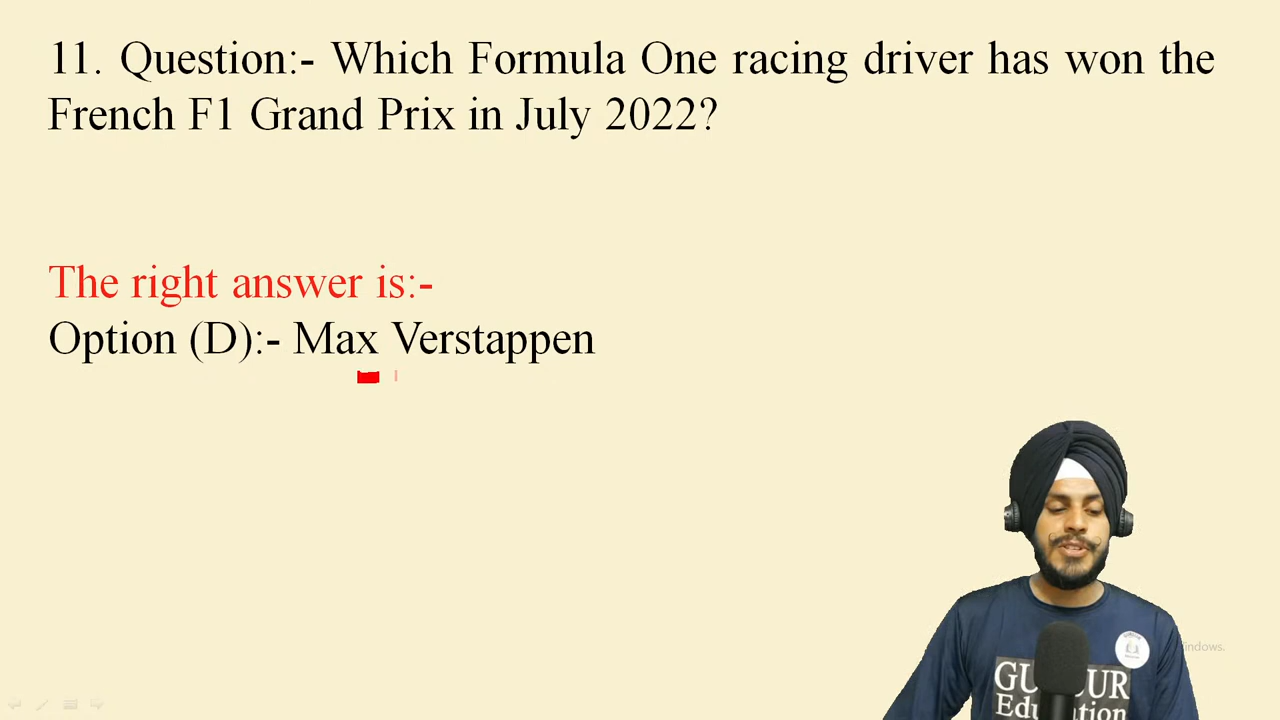 11. Question:- Which Formula One racing driver has won the
French F1 Grand Prix in July 2022?
The right answer is:-
Option (D):- Max Verstappen